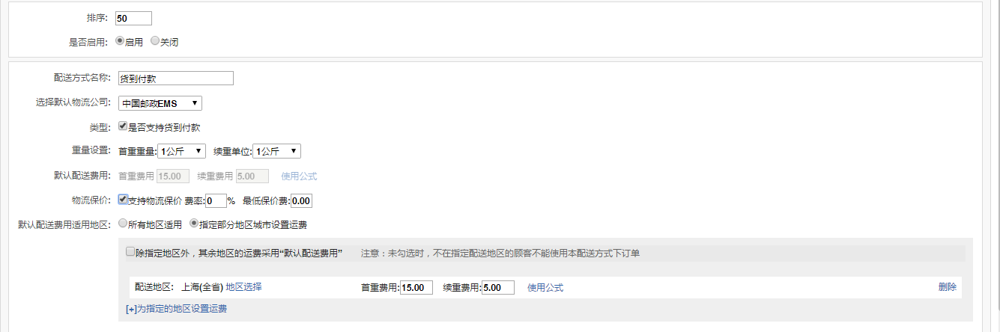 排序: 50
是否启用: 启用 关闭
配送方式名称: 货到付款
选择默认物流公司: 中国邮政EMS
类型: 是否支持货到付款
重量设置: 首重重量: 1公斤 续重单位: 1公斤
默认配送费用: 首重费用 15.00 续重费用 5.00 使用公式
物流保价: 支持物流保价 费率: 0 % 最低保价费: 0.00
默认配送费用适用地区: 所有地区适用 指定部分地区城市设置运费
除指定地区外，其余地区的运费采用“默认配送费用” 注意：未勾选时，不在指定配送地区的顾客不能使用本配送方式下订单
配送地区: 上海(全省) 地区选择 首重费用: 15.00 续重费用: 5.00 使用公式 删除
[+]为指定的地区设置运费